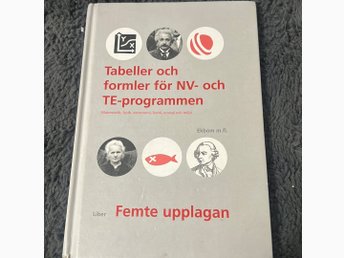 Y
X
Tabeller och
formler för NV- och
TE-programmen
Ekbom m fl
Liber
Femte upplagan